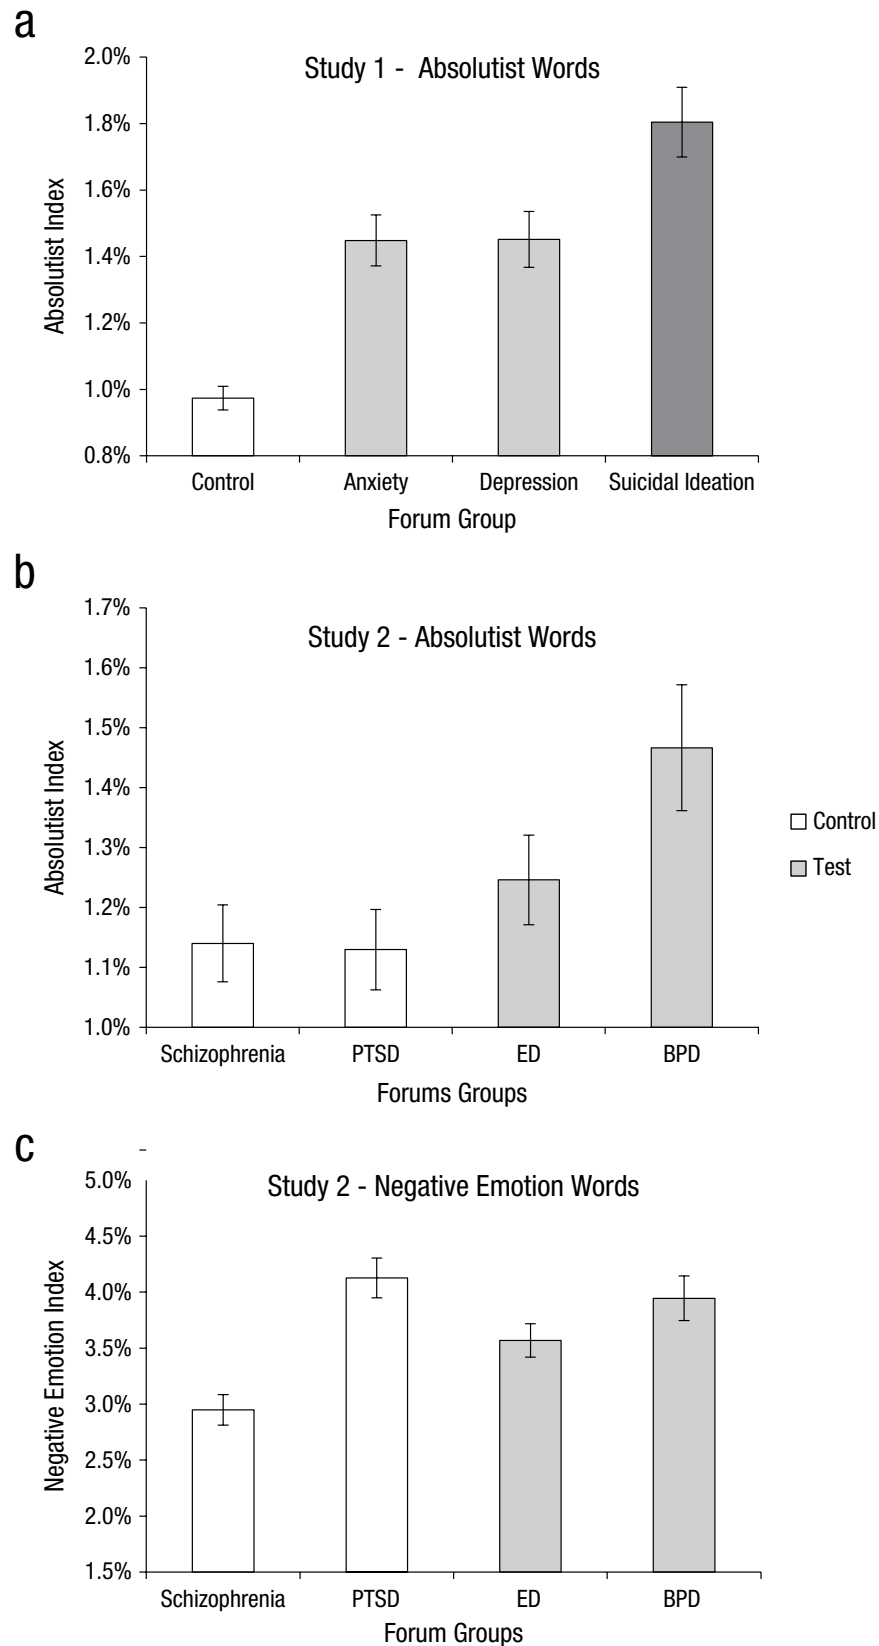 a
Study 1 - Absolutist Words
2.0%
1.8%
1.6%
1.4%
1.2%
1.0%
0.8%
Absolutist Index
Control Anxiety Depression Suicidal Ideation
Forum Group
b
Study 2 - Absolutist Words
1.7%
1.6%
1.5%
1.4%
1.3%
1.2%
1.1%
1.0%
Absolutist Index
Control
Test
Schizophrenia PTSD ED BPD
Forums Groups
c
Study 2 - Negative Emotion Words
5.0%
4.5%
4.0%
3.5%
3.0%
2.5%
2.0%
1.5%
Negative Emotion Index
Schizophrenia PTSD ED BPD
Forum Groups